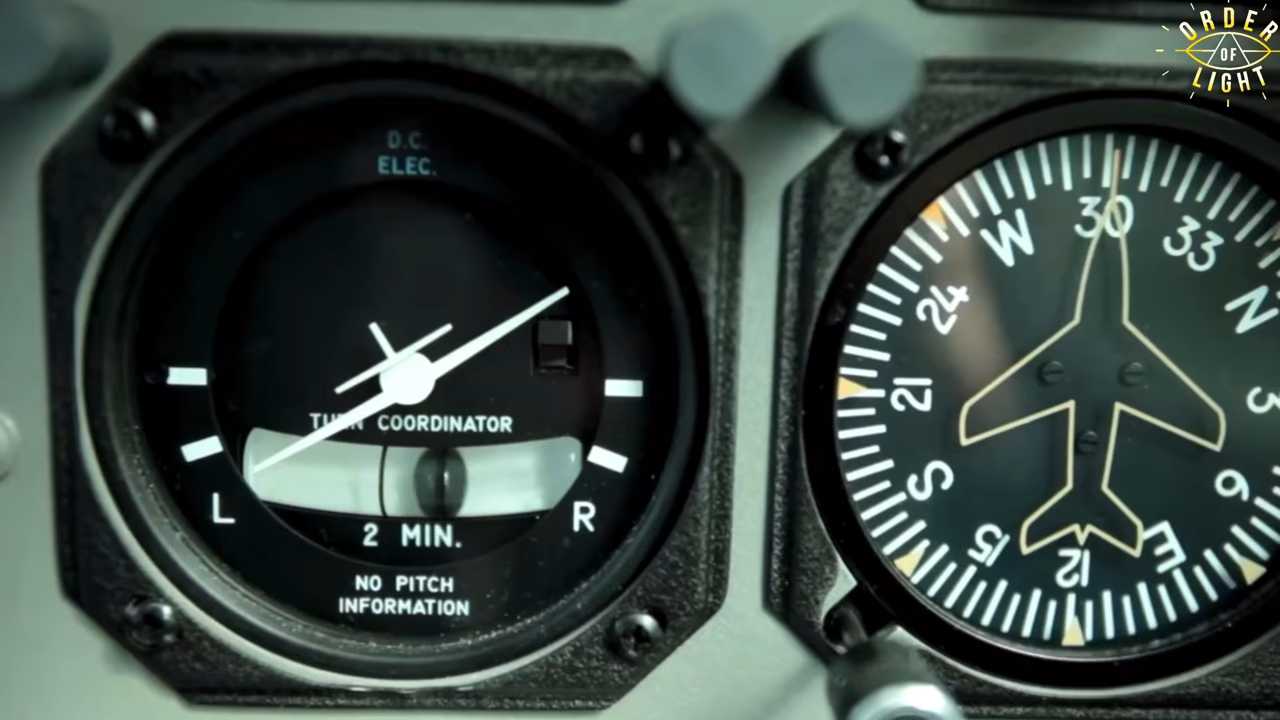 D.C.
ELEC.
TURN COORDINATOR
L
R
2 MIN.
NO PITCH
INFORMATION
W
30
33
24
N
21
3
S
6
15
12
E
ORDER
OF
LIGHT